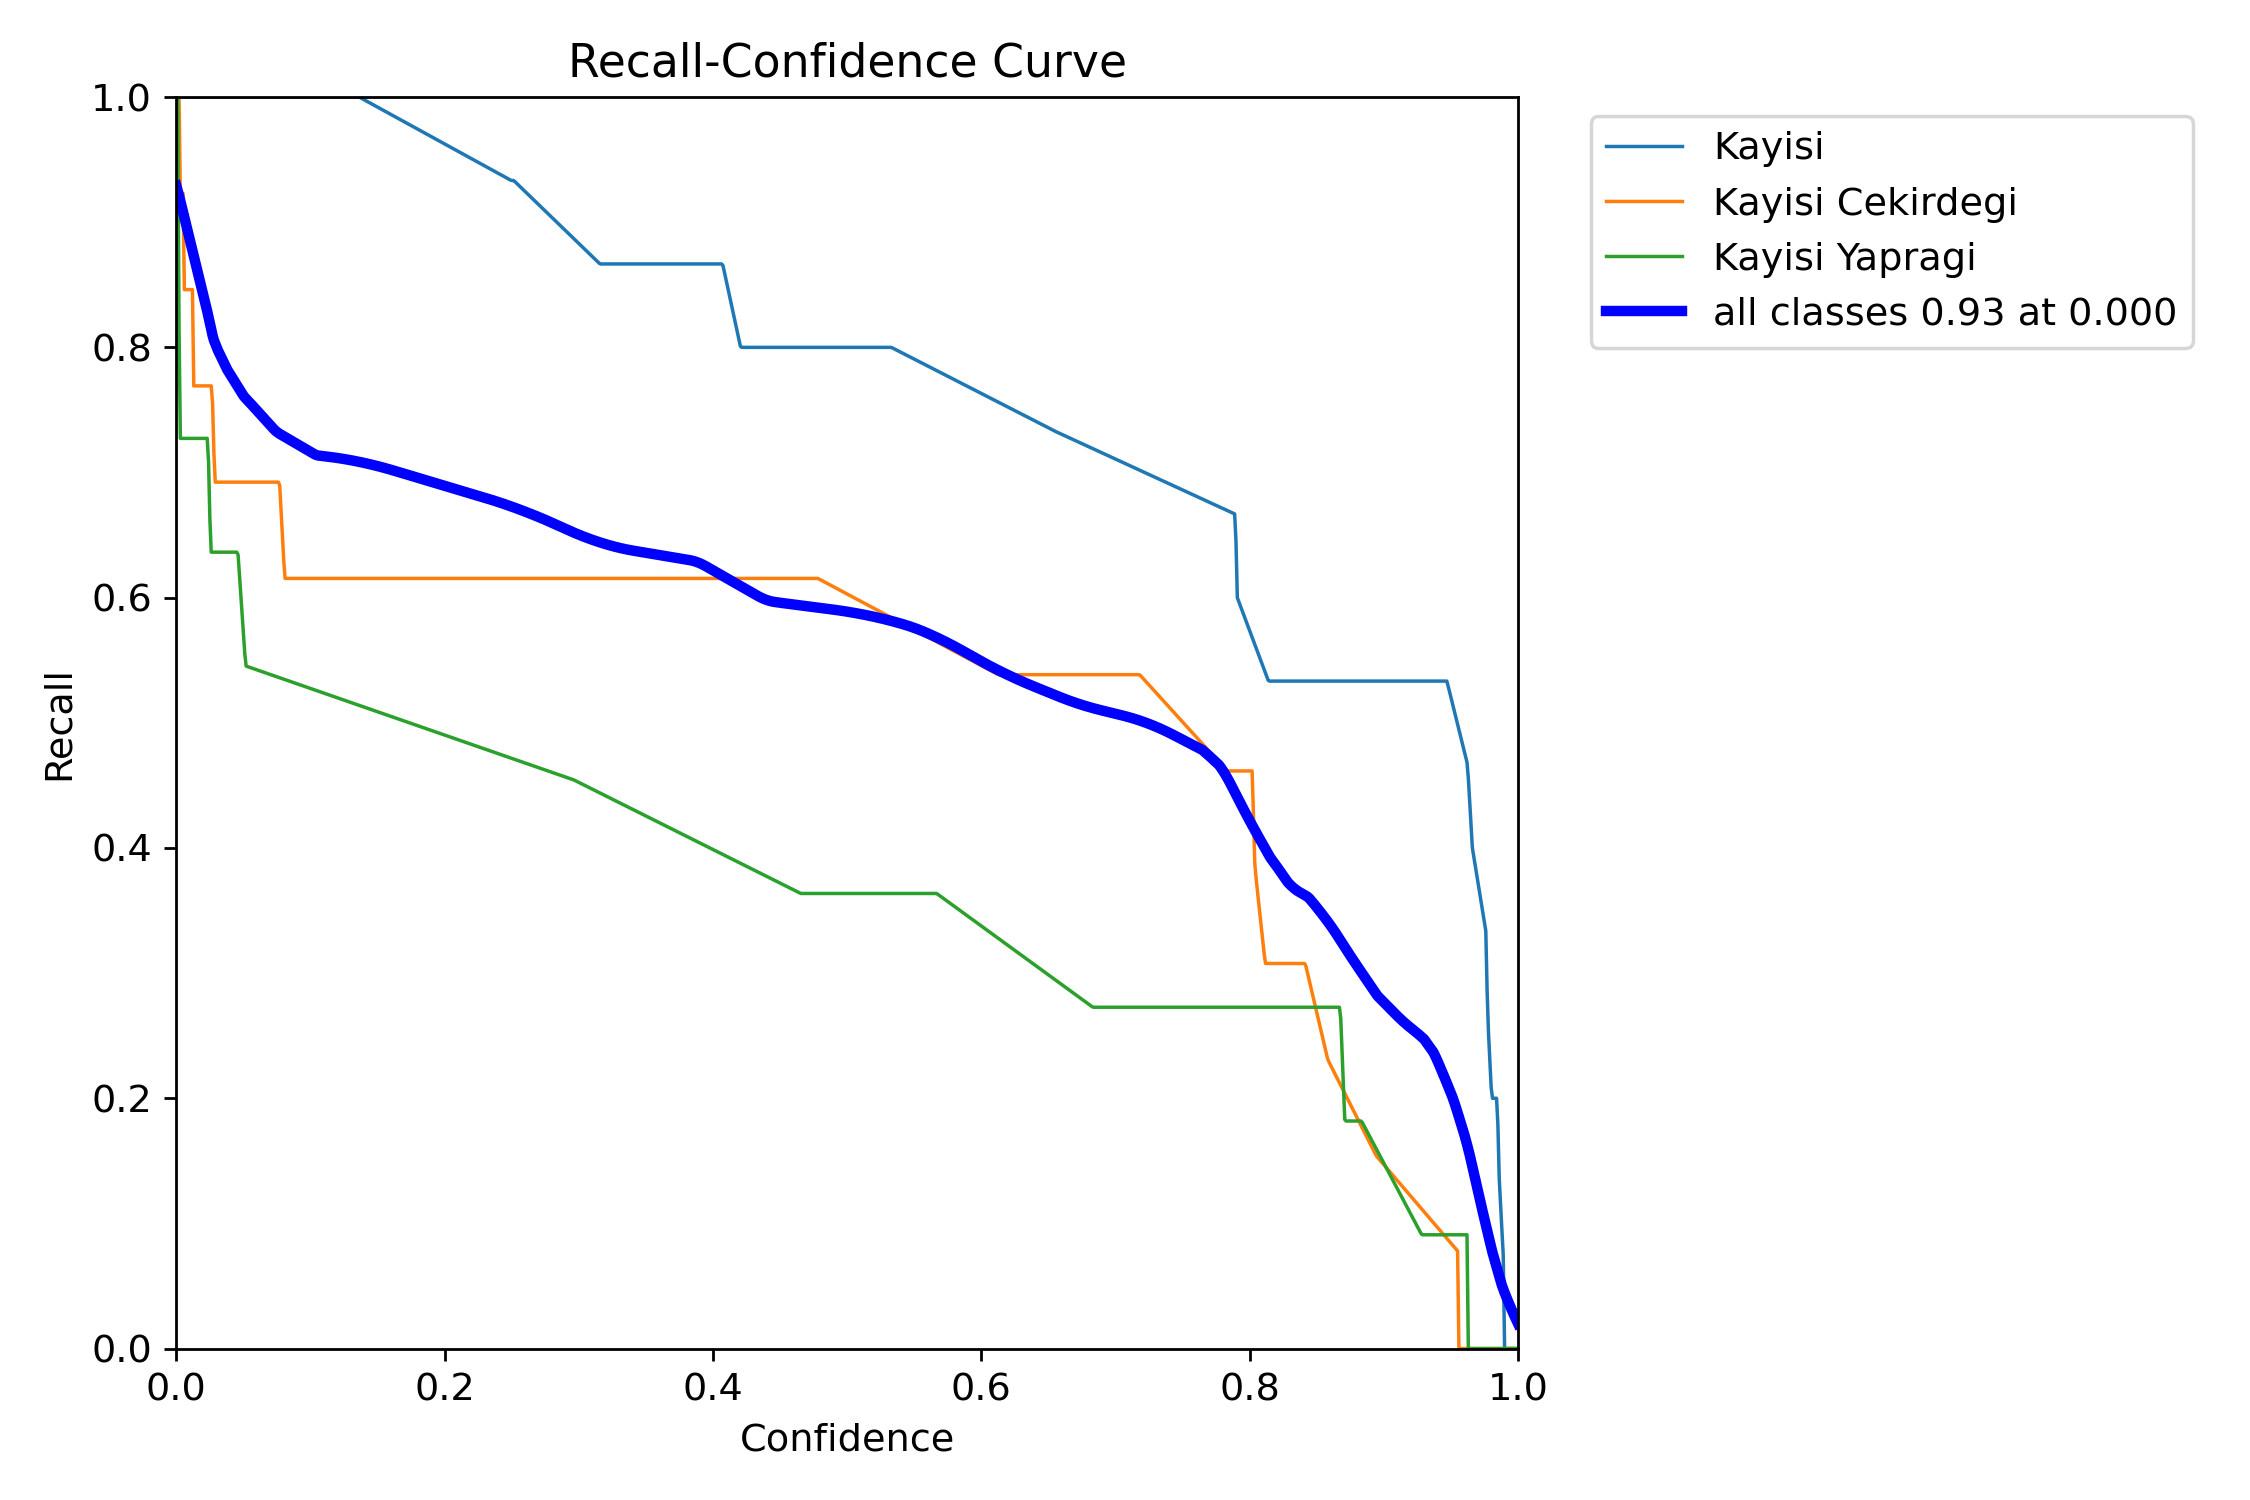 Recall-Confidence Curve
1.0
0.8
0.6
0.4
0.2
0.0
Recall
0.0 0.2 0.4 0.6 0.8 1.0
Confidence
Kayisi
Kayisi Cekirdegi
Kayisi Yapragi
all classes 0.93 at 0.000